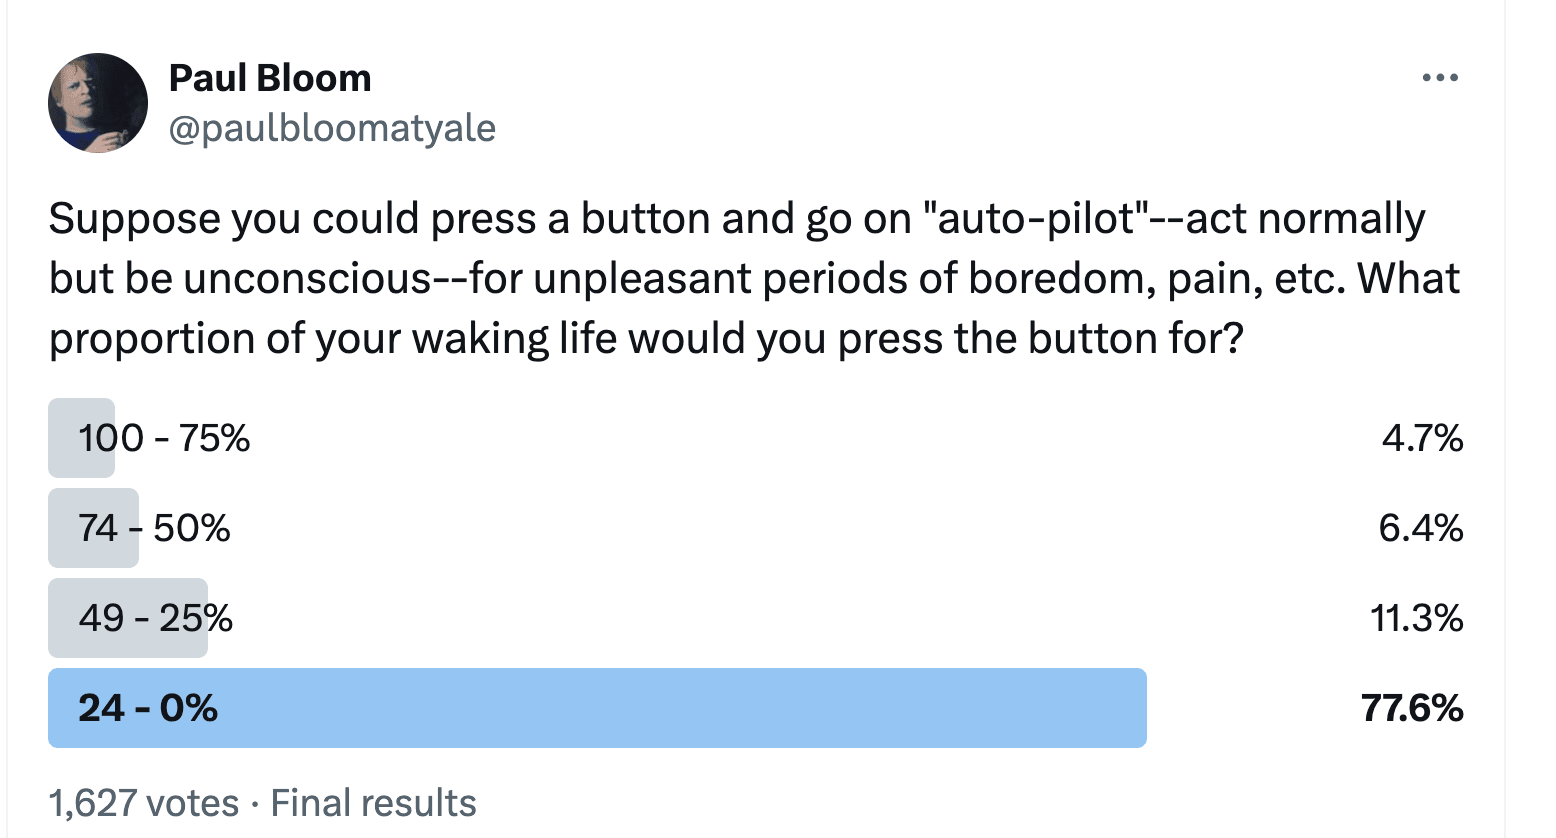 Paul Bloom
@paulbloomatyale
Suppose you could press a button and go on "auto-pilot"--act normally
but be unconscious--for unpleasant periods of boredom, pain, etc. What
proportion of your waking life would you press the button for?
100 - 75% 4.7%
74 - 50% 6.4%
49 - 25% 11.3%
24 - 0% 77.6%
1,627 votes · Final results